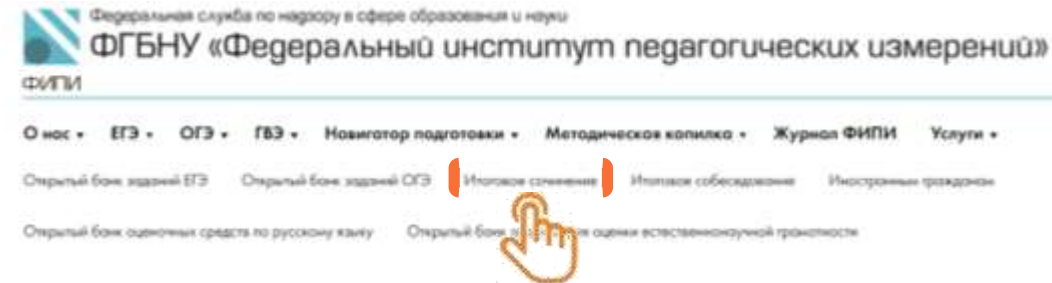 Федеральная служба по надзору в сфере образования и науки
ФГБНУ «Федеральный институт педагогических измерений»
ФИПИ
О нас ЕГЭ ОГЭ ГВЭ Навигатор подготовки Методическая копилка Журнал ФИПИ Услуги
Открытый банк заданий ЕГЭ Открытый банк заданий ОГЭ Итоговое сочинение Итоговое собеседование Иностранным гражданам
Открытый банк оценочных средств по русскому языку Открытый банк оценки естественнонаучной грамотности